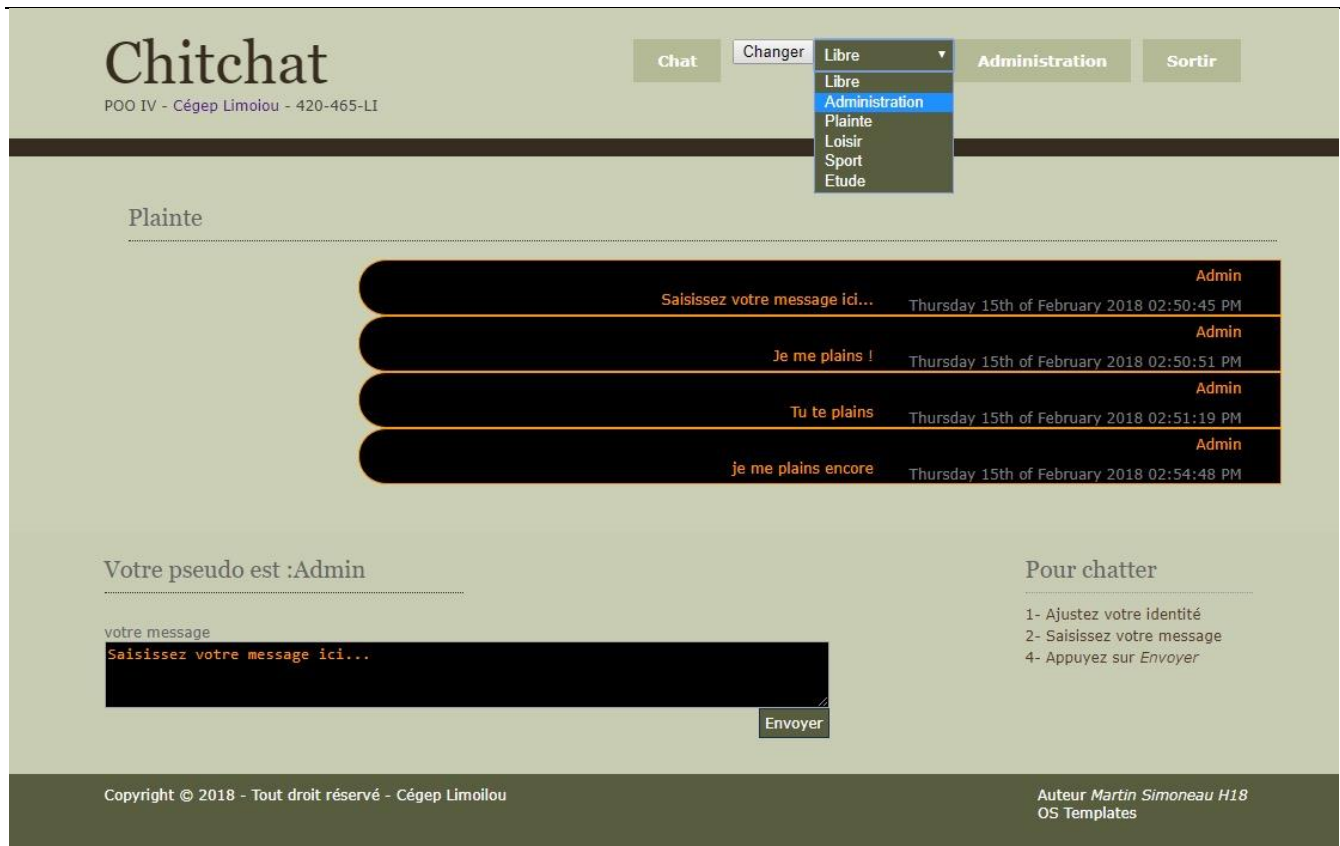 Chitchat
POO IV - Cégep Limoiou - 420-465-LI
Chat
Changer
Libre
Administration
Sortir
Libre
Administration
Plainte
Loisir
Sport
Etude
Plainte
Admin
Saisissez votre message ici... Thursday 15th of February 2018 02:50:45 PM
Admin
Je me plains ! Thursday 15th of February 2018 02:50:51 PM
Admin
Tu te plains Thursday 15th of February 2018 02:51:19 PM
Admin
je me plains encore Thursday 15th of February 2018 02:54:48 PM
Votre pseudo est :Admin
votre message
Saisissez votre message ici...
Envoyer
Pour chatter
1- Ajustez votre identité
2- Saisissez votre message
4- Appuyez sur Envoyer
Copyright © 2018 - Tout droit réservé - Cégep Limoilou
Auteur Martin Simoneau H18
OS Templates